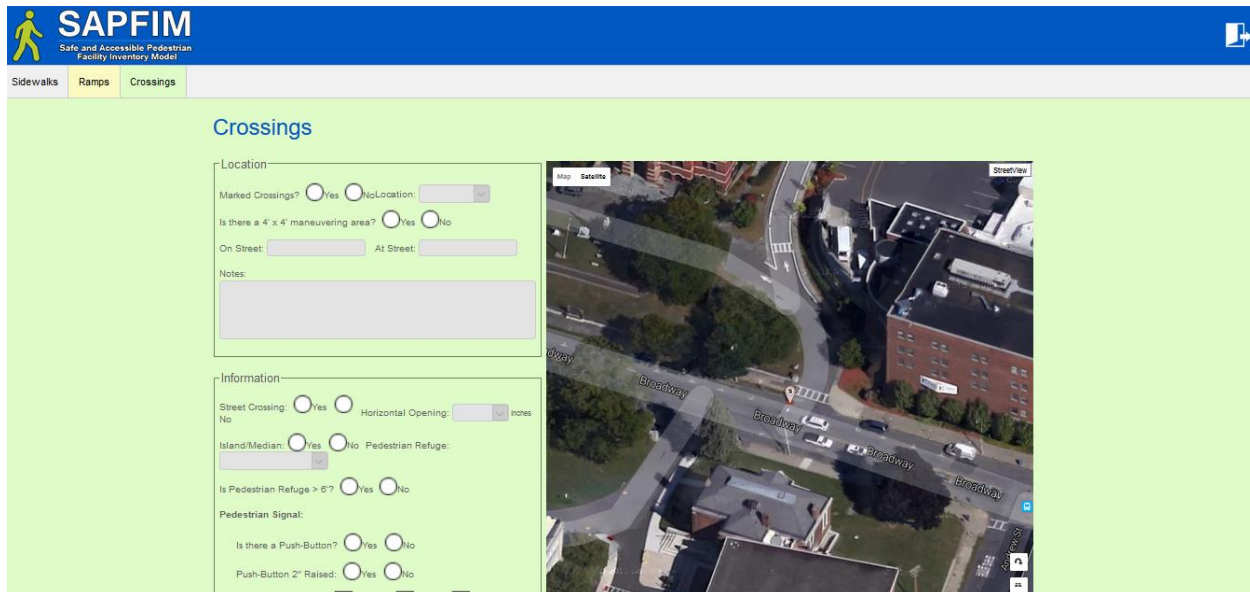 SAPFIM
Safe and Accessible Pedestrian
Facility Inventory Model
Sidewalks Ramps Crossings
Crossings
Location
Marked Crossings? Yes No Location:
Is there a 4' x 4' maneuvering area? Yes No
On Street: At Street:
Notes:
Information
Street Crossing: Yes
No Horizontal Opening: Inches
Island/Median: Yes No Pedestrian Refuge:
Is Pedestrian Refuge > 6'? Yes No
Pedestrian Signal:
Is there a Push-Button? Yes No
Push-Button 2" Raised: Yes No
Map Satellite StreetView
dway
Broadway
Broadway
Broadway
Broadway
Andrew St